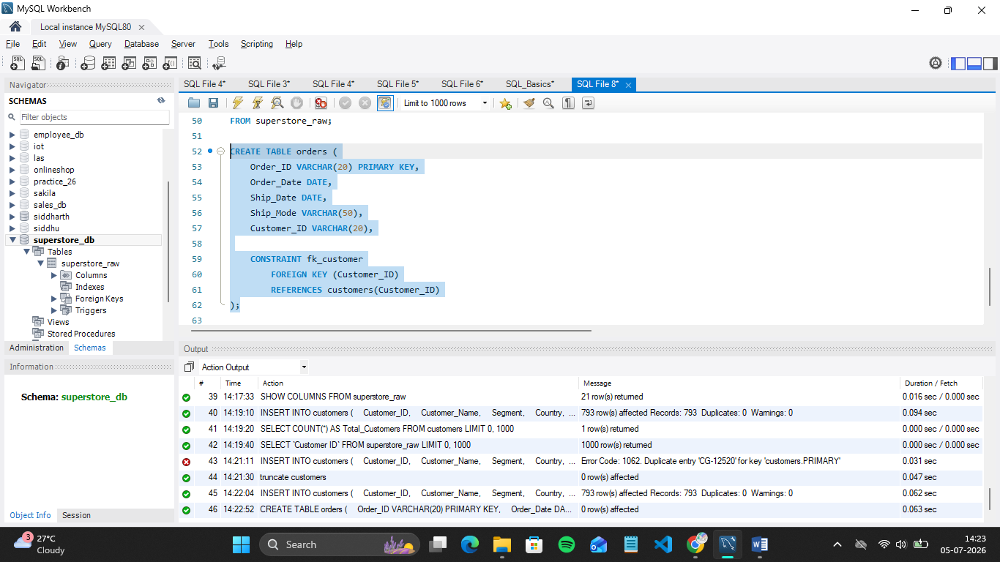 MySQL Workbench
Local instance MySQL80
File Edit View Query Database Server Tools Scripting Help
Navigator
SCHEMAS
Filter objects
employee_db
iot
las
onlineshop
practice_26
sakila
sales_db
siddharth
siddhu
superstore_db
Tables
superstore_raw
Columns
Indexes
Foreign Keys
Triggers
Views
Stored Procedures
Administration Schemas
Information
Schema: superstore_db
Object Info Session
SQL File 4* SQL File 3* SQL File 4* SQL File 5* SQL File 6* SQL_Basics* SQL File 8*
Limit to 1000 rows
50 FROM superstore_raw;
51
52 CREATE TABLE orders (
53 Order_ID VARCHAR(20) PRIMARY KEY,
54 Order_Date DATE,
55 Ship_Date DATE,
56 Ship_Mode VARCHAR(50),
57 Customer_ID VARCHAR(20),
58
59 CONSTRAINT fk_customer
60 FOREIGN KEY (Customer_ID)
61 REFERENCES customers(Customer_ID)
62 );
63
Output
Action Output
# Time Action Message Duration / Fetch
39 14:17:33 SHOW COLUMNS FROM superstore_raw 21 row(s) returned 0.016 sec / 0.000 sec
40 14:19:10 INSERT INTO customers ( Customer_ID, Customer_Name, Segment, Country, ... 793 row(s) affected Records: 793 Duplicates: 0 Warnings: 0 0.094 sec
41 14:19:20 SELECT COUNT(*) AS Total_Customers FROM customers LIMIT 0, 1000 1 row(s) returned 0.000 sec / 0.000 sec
42 14:19:40 SELECT `Customer ID` FROM superstore_raw LIMIT 0, 1000 1000 row(s) returned 0.000 sec / 0.000 sec
43 14:21:11 INSERT INTO customers ( Customer_ID, Customer_Name, Segment, Country, ... Error Code: 1062. Duplicate entry 'CG-12520' for key 'customers.PRIMARY' 0.031 sec
44 14:21:30 truncate customers 0 row(s) affected 0.047 sec
45 14:22:04 INSERT INTO customers ( Customer_ID, Customer_Name, Segment, Country, ... 793 row(s) affected Records: 793 Duplicates: 0 Warnings: 0 0.062 sec
46 14:22:52 CREATE TABLE orders ( Order_ID VARCHAR(20) PRIMARY KEY, Order_Date DA... 0 row(s) affected 0.063 sec
3
27°C
Cloudy
Search
14:23
05-07-2026